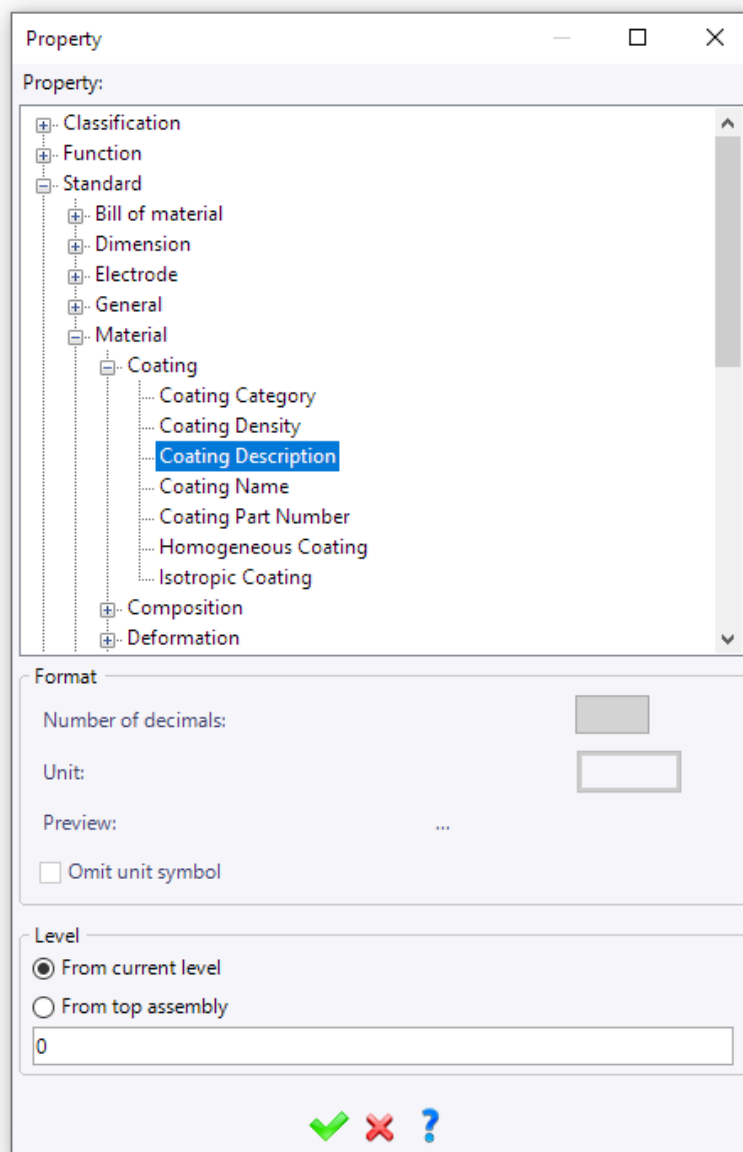 Property
Property:
Classification
Function
Standard
Bill of material
Dimension
Electrode
General
Material
Coating
Coating Category
Coating Density
Coating Description
Coating Name
Coating Part Number
Homogeneous Coating
Isotropic Coating
Composition
Deformation
Format
Number of decimals:
Unit:
Preview: ...
Omit unit symbol
Level
From current level
From top assembly
0